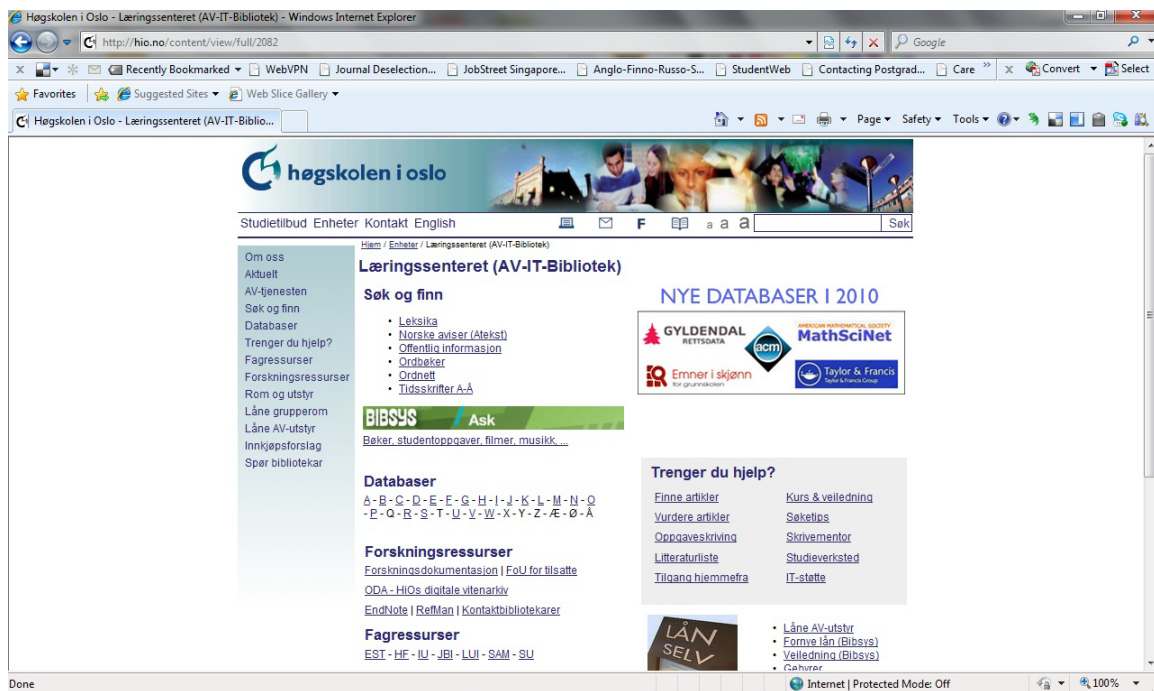 Høgskolen i Oslo - Læringssenteret (AV-IT-Bibliotek) - Windows Internet Explorer
http://hio.no/content/view/full/2082
Google
Recently Bookmarked WebVPN Journal Deselection... JobStreet Singapore... Anglo-Finno-Russo-S... StudentWeb Contacting Postgrad... Care » x Convert Select
Favorites Suggested Sites Web Slice Gallery
Høgskolen i Oslo - Læringssenteret (AV-IT-Biblio...
Page Safety Tools
høgskolen i oslo
Studietilbud Enheter Kontakt English F a a a Søk
Hjem / Enheter / Læringssenteret (AV-IT-Bibliotek)
Om oss
Aktuelt
AV-tjenesten
Søk og finn
Databaser
Trenger du hjelp?
Fagressurser
Forskningsressurser
Rom og utstyr
Låne grupperom
Låne AV-utstyr
Innkjøpsforslag
Spør bibliotekar
Læringssenteret (AV-IT-Bibliotek)
Søk og finn
• Leksika
• Norske aviser (Atekst)
• Offentlig informasjon
• Ordbøker
• Ordnett
• Tidsskrifter A-Å
BIBSYS Ask
Bøker, studentoppgaver, filmer, musikk, ...
Databaser
A - B - C - D - E - F - G - H - I - J - K - L - M - N - O
- P - Q - R - S - T - U - V - W - X - Y - Z - Æ - Ø - Å
Forskningsressurser
Forskningsdokumentasjon | FoU for tilsatte
ODA - HiOs digitale vitenarkiv
EndNote | RefMan | Kontaktbibliotekarer
Fagressurser
EST - HF - IU - JBI - LUI - SAM - SU
NYE DATABASER I 2010
GYLDENDAL
RETTSDATA
acm
AMERICAN MATHEMATICAL SOCIETY
MathSciNet
Emner i skjønn
for grunnskolen
Taylor & Francis
Taylor & Francis Group
Trenger du hjelp?
Finne artikler Kurs & veiledning
Vurdere artikler Søketips
Oppgaveskriving Skrivementor
Litteraturliste Studieverksted
Tilgang hjemmefra IT-støtte
LÅN
SELV
• Låne AV-utstyr
• Fornye lån (Bibsys)
• Veiledning (Bibsys)
• Gebyrer
Done Internet | Protected Mode: Off 100%